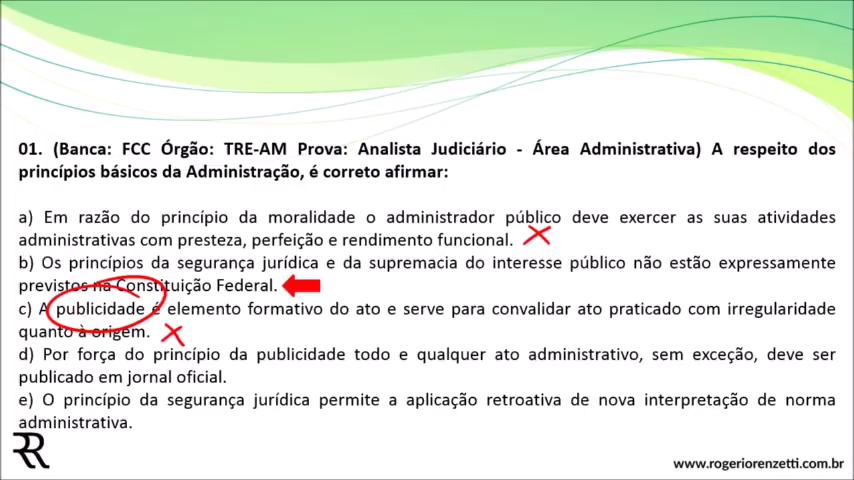 01. (Banca: FCC Órgão: TRE-AM Prova: Analista Judiciário - Área Administrativa) A respeito dos
princípios básicos da Administração, é correto afirmar:
a) Em razão do princípio da moralidade o administrador público deve exercer as suas atividades
administrativas com presteza, perfeição e rendimento funcional.
b) Os princípios da segurança jurídica e da supremacia do interesse público não estão expressamente
previstos na Constituição Federal.
c) A publicidade é elemento formativo do ato e serve para convalidar ato praticado com irregularidade
quanto à origem.
d) Por força do princípio da publicidade todo e qualquer ato administrativo, sem exceção, deve ser
publicado em jornal oficial.
e) O princípio da segurança jurídica permite a aplicação retroativa de nova interpretação de norma
administrativa.
RR
www.rogeriorenzetti.com.br